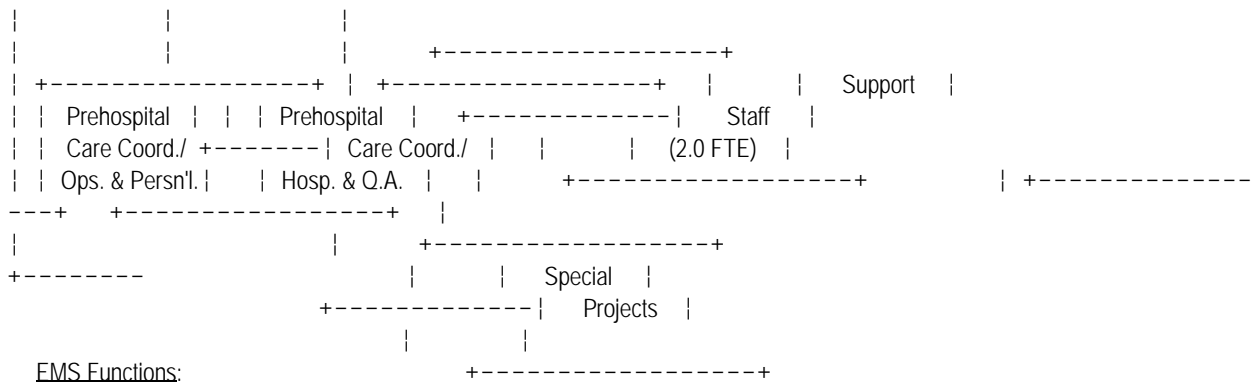 ¦ ¦ ¦
¦ ¦ ¦ +------------------+
¦ +-----------------+ ¦ +-----------------+ ¦ ¦ Support ¦
¦ ¦ Prehospital ¦ ¦ ¦ Prehospital ¦ +-------------¦ Staff ¦
¦ ¦ Care Coord./ +-------¦ Care Coord./ ¦ ¦ ¦ (2.0 FTE) ¦
¦ ¦ Ops. & Persn'l. ¦ ¦ Hosp. & Q.A. ¦ ¦ +------------------+ ¦ +--------------
---+ +-----------------+ ¦
¦ ¦ +------------------+
+-------- ¦ ¦ Special ¦
+-------------¦ Projects ¦
¦ ¦
EMS Functions: +------------------+